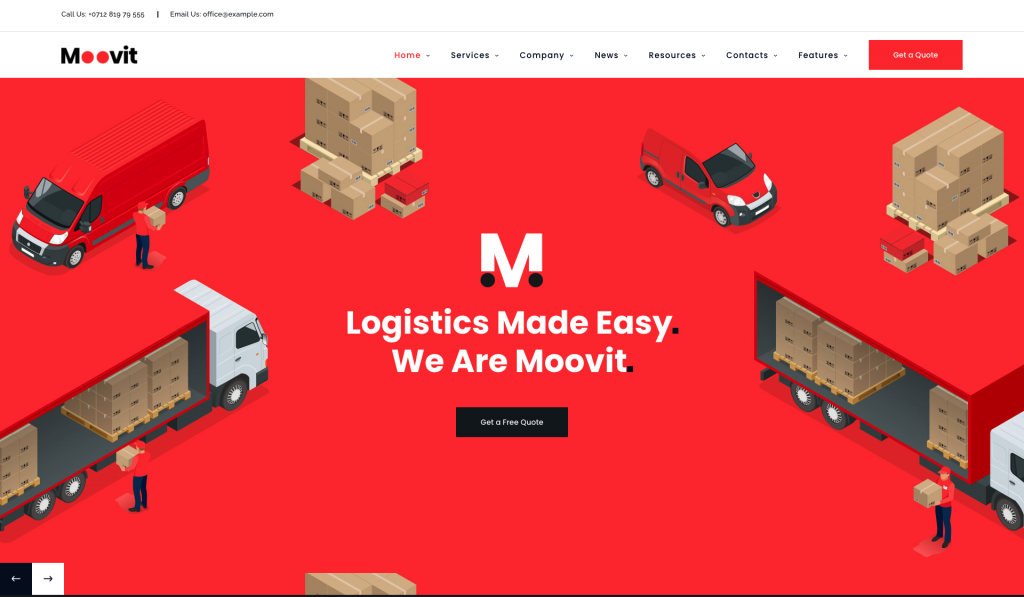 Call Us: +0712 819 79 555 | Email Us: office@example.com
Moovit
Home Services Company News Resources Contacts Features Get a Quote
M
Logistics Made Easy.
We Are Moovit.
Get a Free Quote